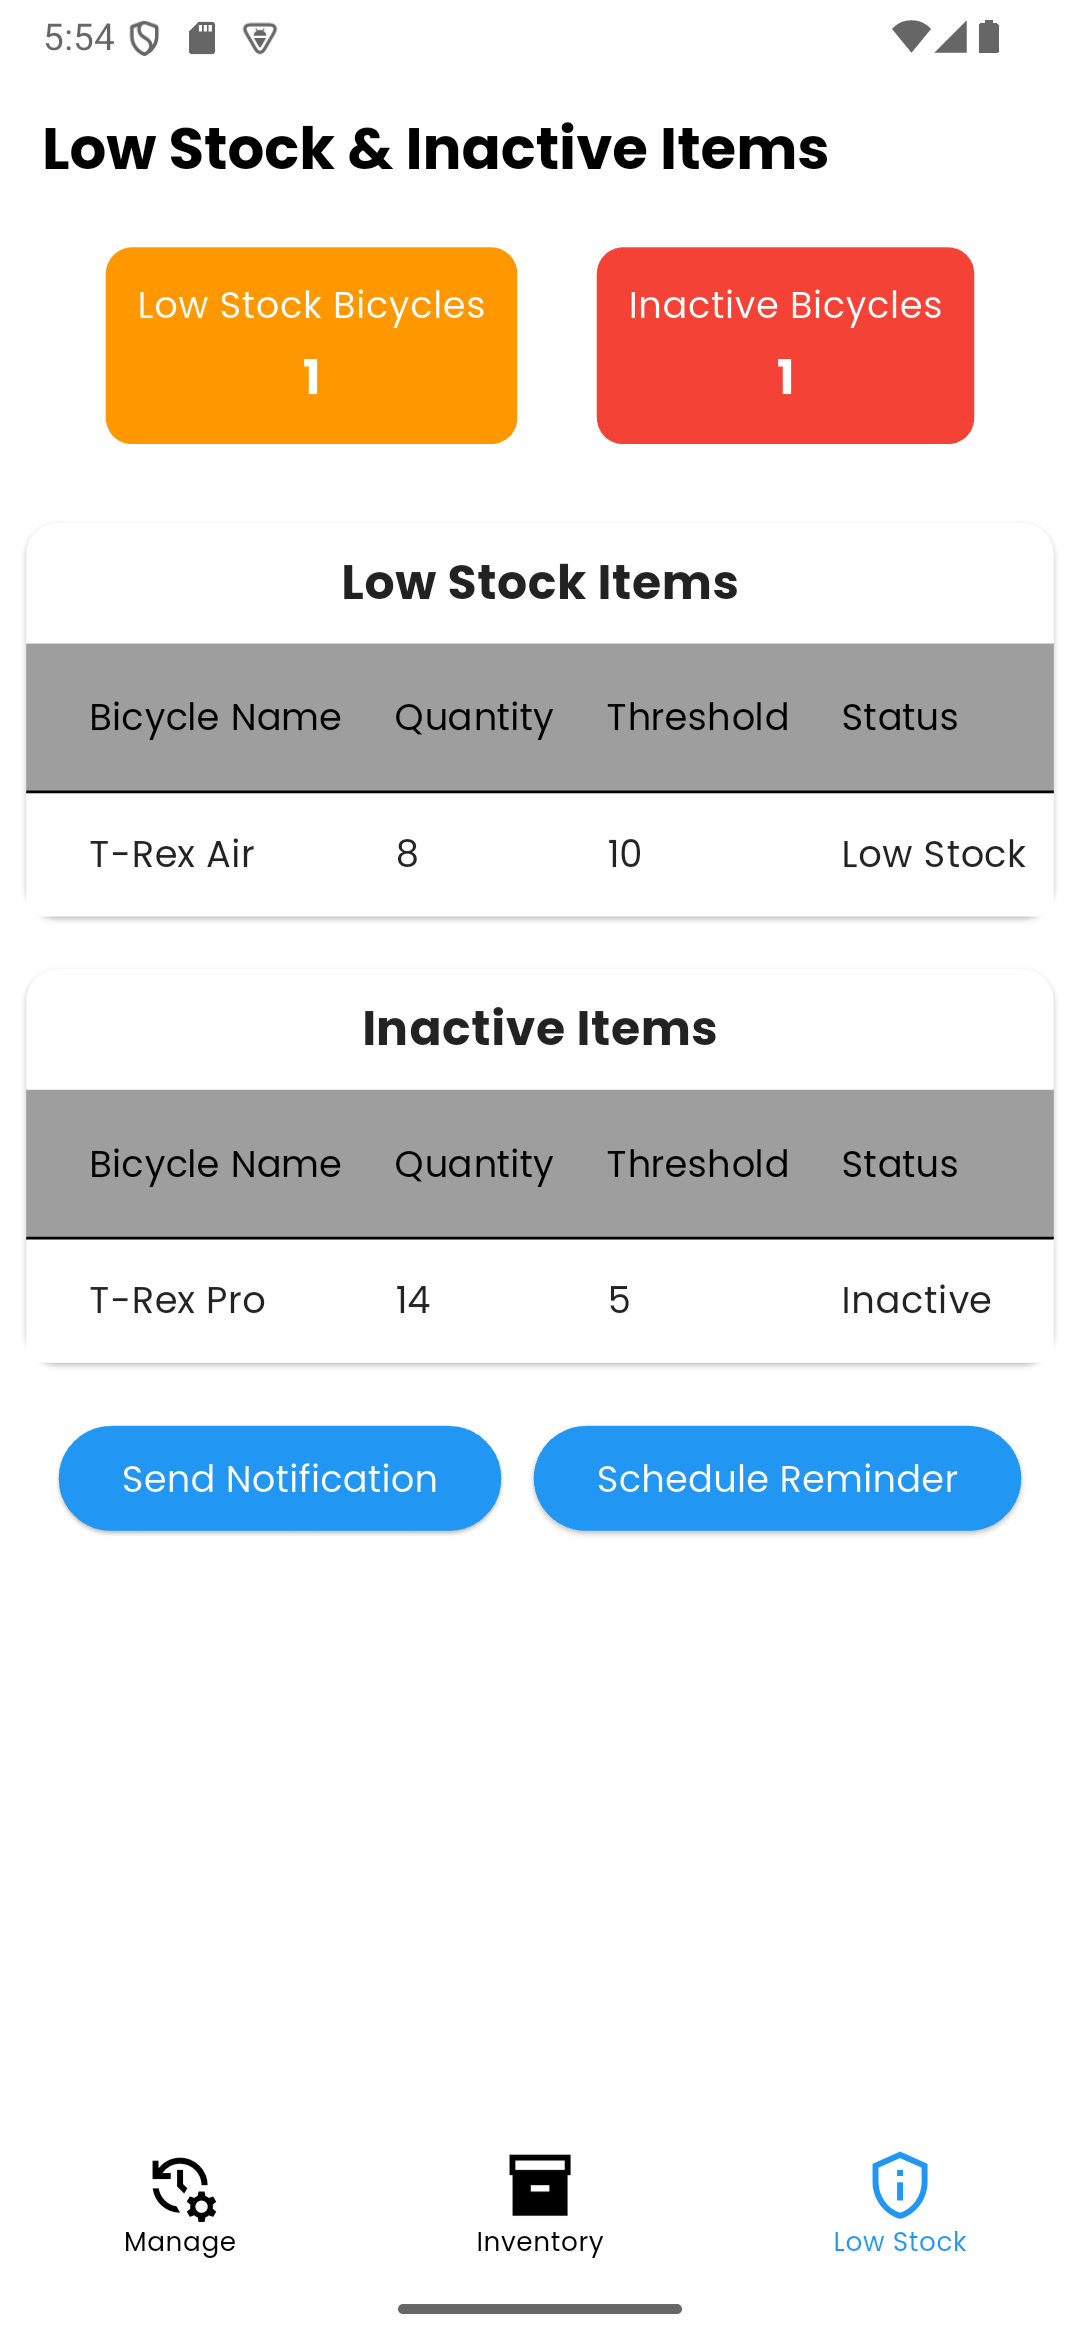 5:54
Low Stock & Inactive Items
Low Stock Bicycles
1
Inactive Bicycles
1
Low Stock Items
Bicycle Name Quantity Threshold Status
T-Rex Air 8 10 Low Stock
Inactive Items
Bicycle Name Quantity Threshold Status
T-Rex Pro 14 5 Inactive
Send Notification Schedule Reminder
Manage Inventory Low Stock